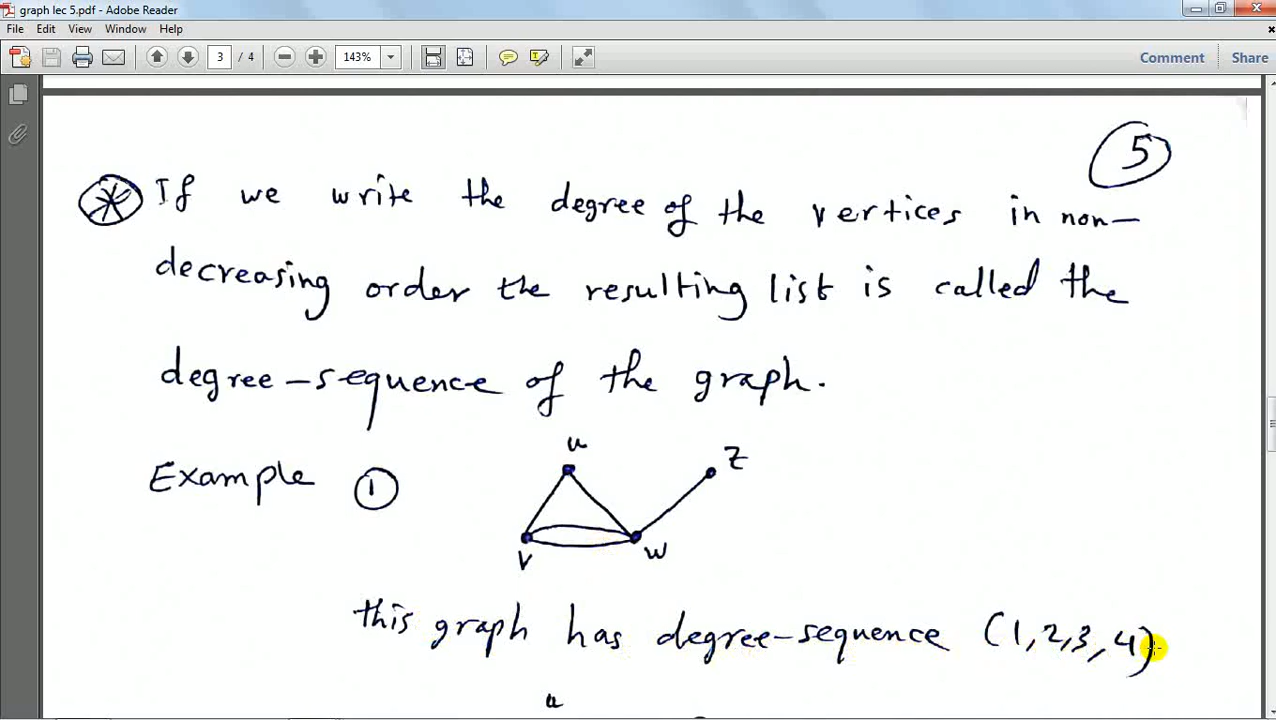 graph lec 5.pdf - Adobe Reader
File Edit View Window Help
3 / 4 143% Comment Share
5
If we write the degree of the vertices in non-
decreasing order the resulting list is called the
degree-sequence of the graph.
u
z
Example 1
v
w
this graph has degree-sequence (1,2,3,4)
u